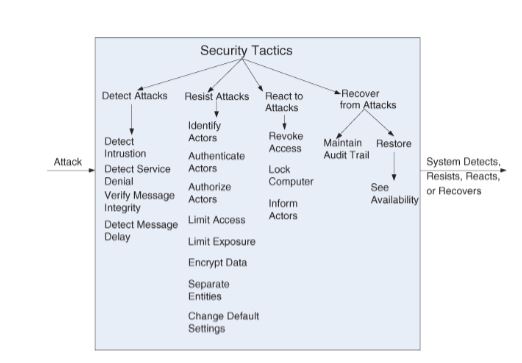 Security Tactics
Detect Attacks
Resist Attacks
React to
Attacks
Recover
from Attacks
Detect
Intrustion
Detect Service
Denial
Verify Message
Integrity
Detect Message
Delay
Identify
Actors
Authenticate
Actors
Authorize
Actors
Limit Access
Limit Exposure
Encrypt Data
Separate
Entities
Change Default
Settings
Revoke
Access
Lock
Computer
Inform
Actors
Maintain
Audit Trail
Restore
See
Availability
Attack
System Detects,
Resists, Reacts,
or Recovers